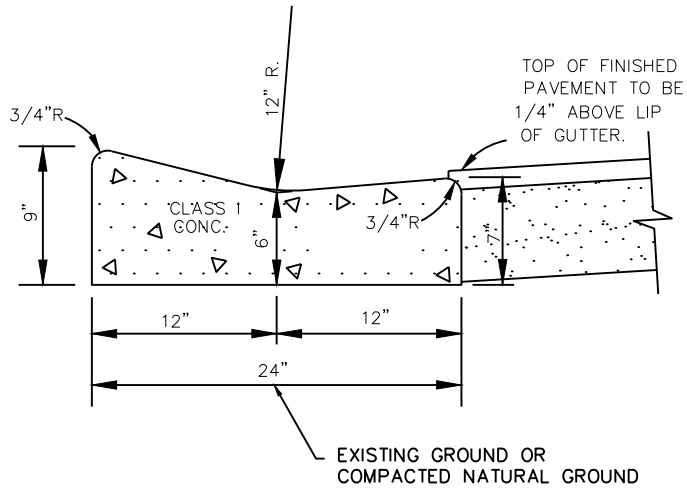 12" R.
TOP OF FINISHED
PAVEMENT TO BE
1/4" ABOVE LIP
OF GUTTER.
3/4"R
9"
CLASS 1
CONC.
6"
3/4"R
7"
12"
12"
24"
EXISTING GROUND OR
COMPACTED NATURAL GROUND